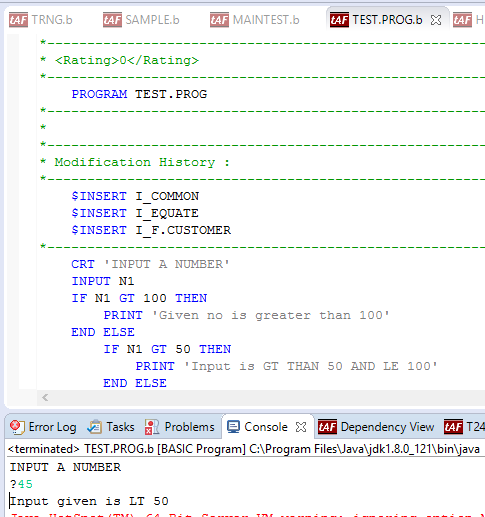 tAF TRNG.b tAF SAMPLE.b tAF MAINTEST.b tAF TEST.PROG.b tAF H
*------------------------------------------------------
* <Rating>0</Rating>
*------------------------------------------------------
PROGRAM TEST.PROG
*------------------------------------------------------
*
*------------------------------------------------------
* Modification History :
*------------------------------------------------------
$INSERT I_COMMON
$INSERT I_EQUATE
$INSERT I_F.CUSTOMER
*------------------------------------------------------
CRT 'INPUT A NUMBER'
INPUT N1
IF N1 GT 100 THEN
PRINT 'Given no is greater than 100'
END ELSE
IF N1 GT 50 THEN
PRINT 'Input is GT THAN 50 AND LE 100'
END ELSE
Error Log Tasks Problems Console tAF Dependency View tAF T24
<terminated> TEST.PROG.b [BASIC Program] C:\Program Files\Java\jdk1.8.0_121\bin\java
INPUT A NUMBER
?45
Input given is LT 50
Java HotSpot(TM) 64-Bit Server VM warning: ignoring option